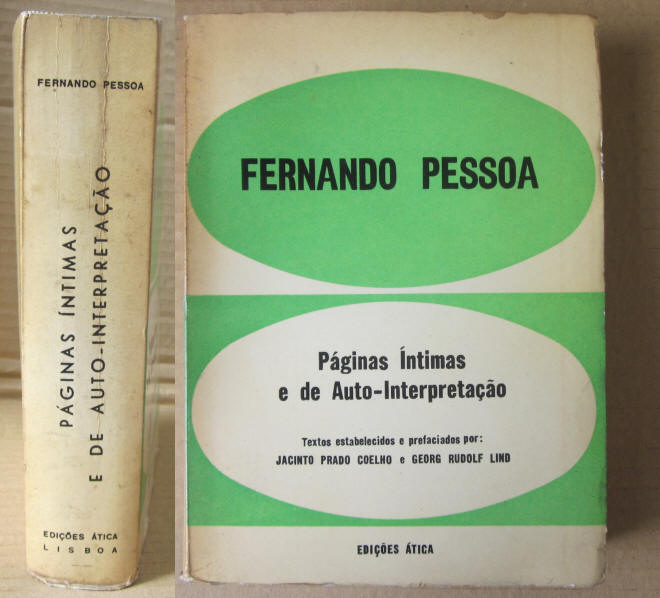 FERNANDO PESSOA
PÁGINAS ÍNTIMAS
E DE AUTO-INTERPRETAÇÃO
EDIÇÕES ÁTICA
LISBOA
FERNANDO PESSOA
Páginas Íntimas
e de Auto-Interpretação
Textos estabelecidos e prefaciados por:
JACINTO PRADO COELHO e GEORG RUDOLF LIND
EDIÇÕES ÁTICA